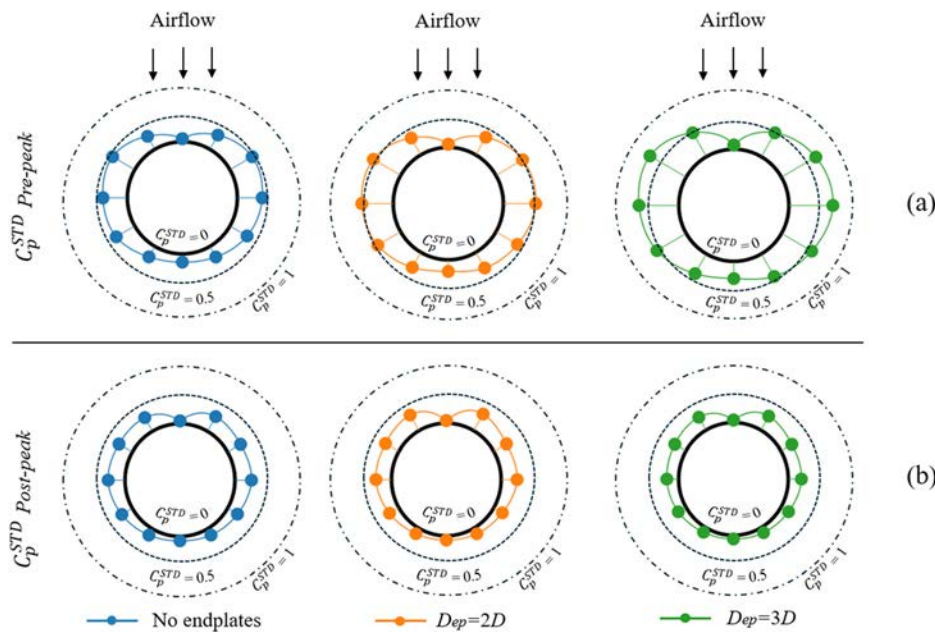 Airflow Airflow Airflow
C_p^STD Pre-peak
C_p^STD = 0 C_p^STD = 0 C_p^STD = 0
(a)
C_p^STD = 0.5 C_p^STD = 1 C_p^STD = 0.5 C_p^STD = 1 C_p^STD = 0.5 C_p^STD = 1
C_p^STD Post-peak
C_p^STD = 0 C_p^STD = 0 C_p^STD = 0
(b)
C_p^STD = 0.5 C_p^STD = 1 C_p^STD = 0.5 C_p^STD = 1 C_p^STD = 0.5 C_p^STD = 1
No endplates Dep=2D Dep=3D